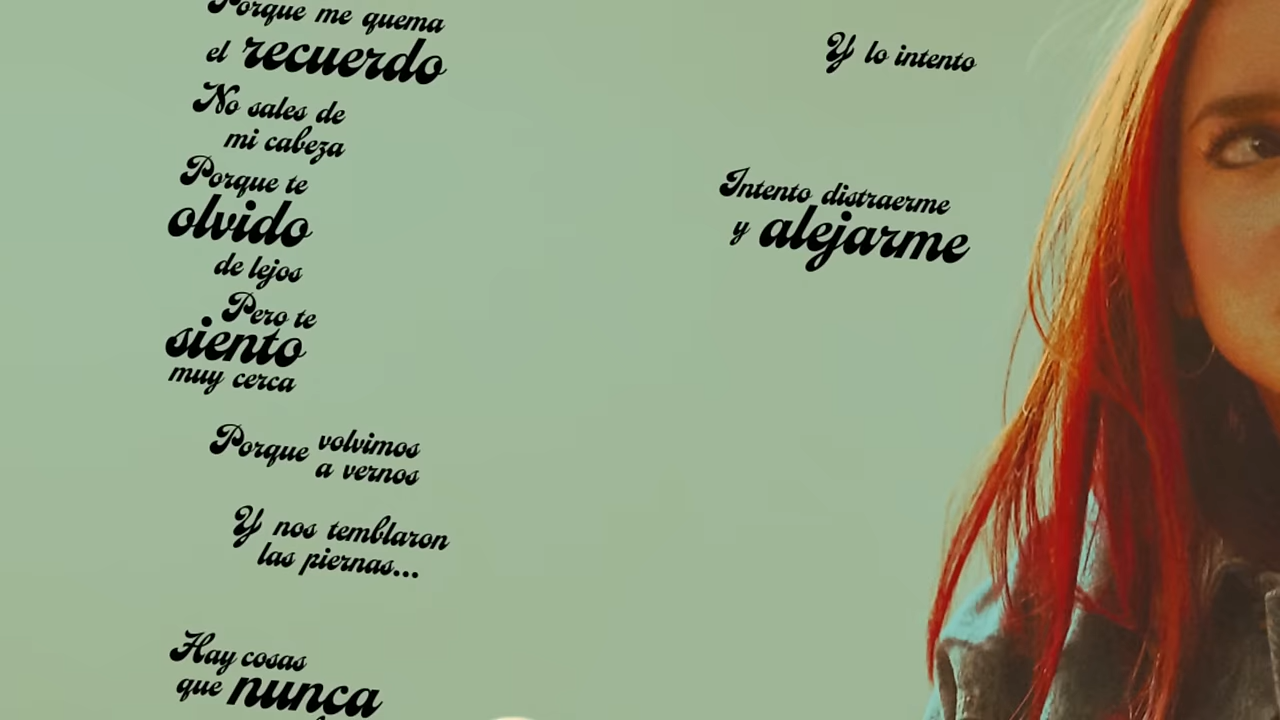 Porque me quema
el recuerdo
No sales de
mi cabeza
Porque te
olvido
de lejos
Pero te
siento
muy cerca
Porque volvimos
a vernos
Y nos temblaron
las piernas...
Hay cosas
que nunca
Y lo intento
Intento distraerme
y alejarme